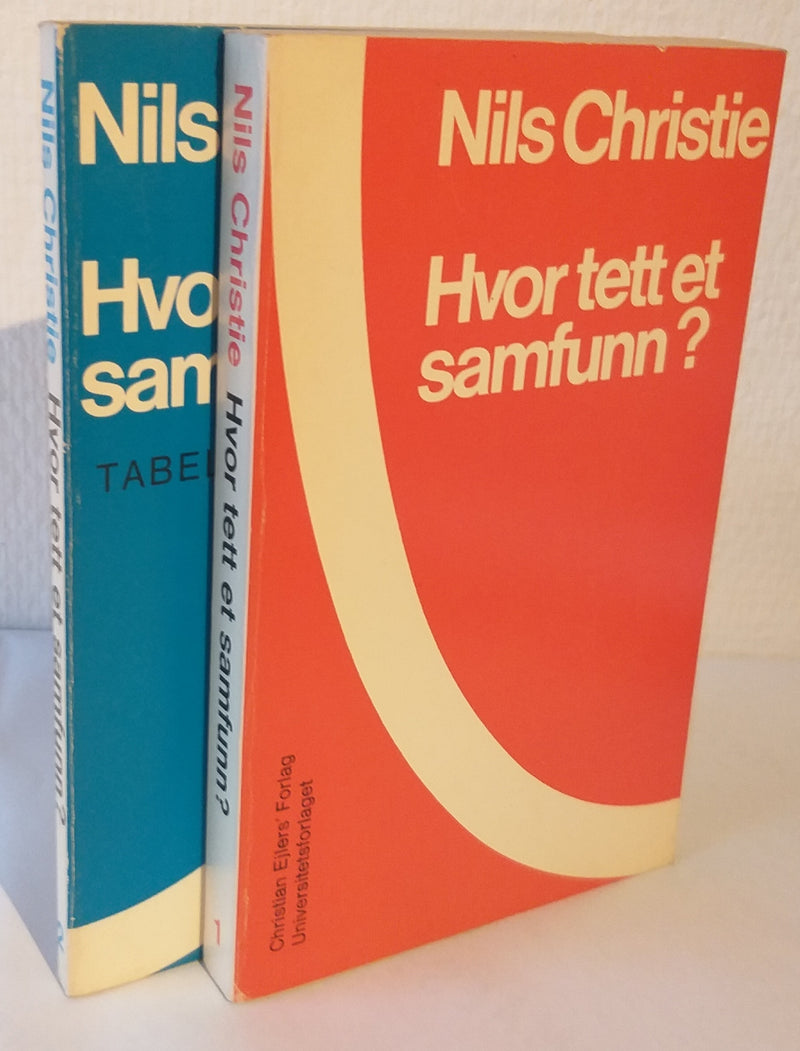 Nils Christie Hvor tett et samfunn?
Nils
Hvo
sam
TABEL
Nils Christie Hvor tett et samfunn?
1
Nils Christie
Hvor tett et
samfunn?
Christian Ejlers' Forlag
Universitetsforlaget